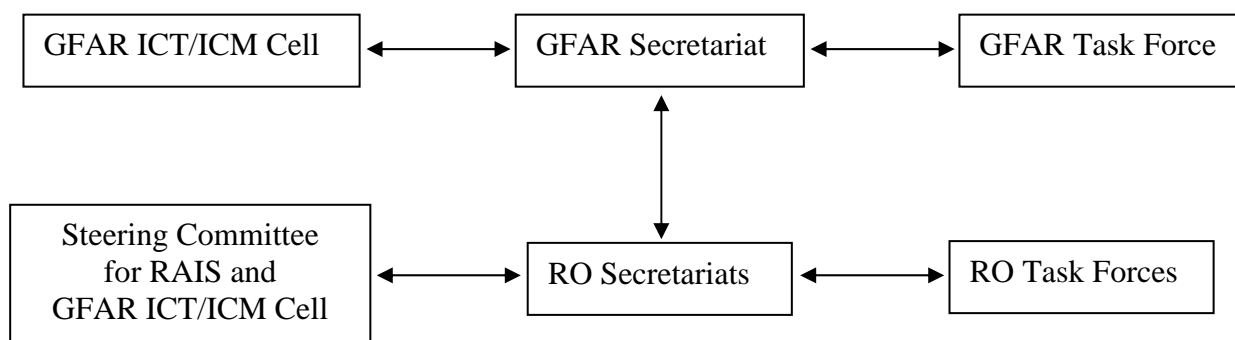 GFAR ICT/ICM Cell
GFAR Secretariat
GFAR Task Force
Steering Committee
for RAIS and
GFAR ICT/ICM Cell
RO Secretariats
RO Task Forces